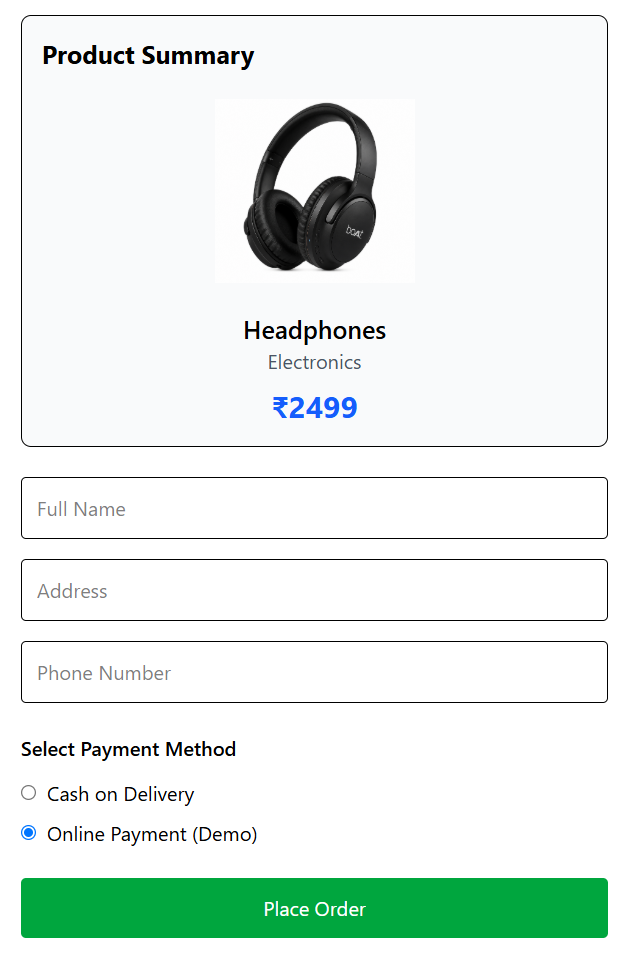 Product Summary
boAt
Headphones
Electronics
₹2499
Full Name
Address
Phone Number
Select Payment Method
Cash on Delivery
Online Payment (Demo)
Place Order